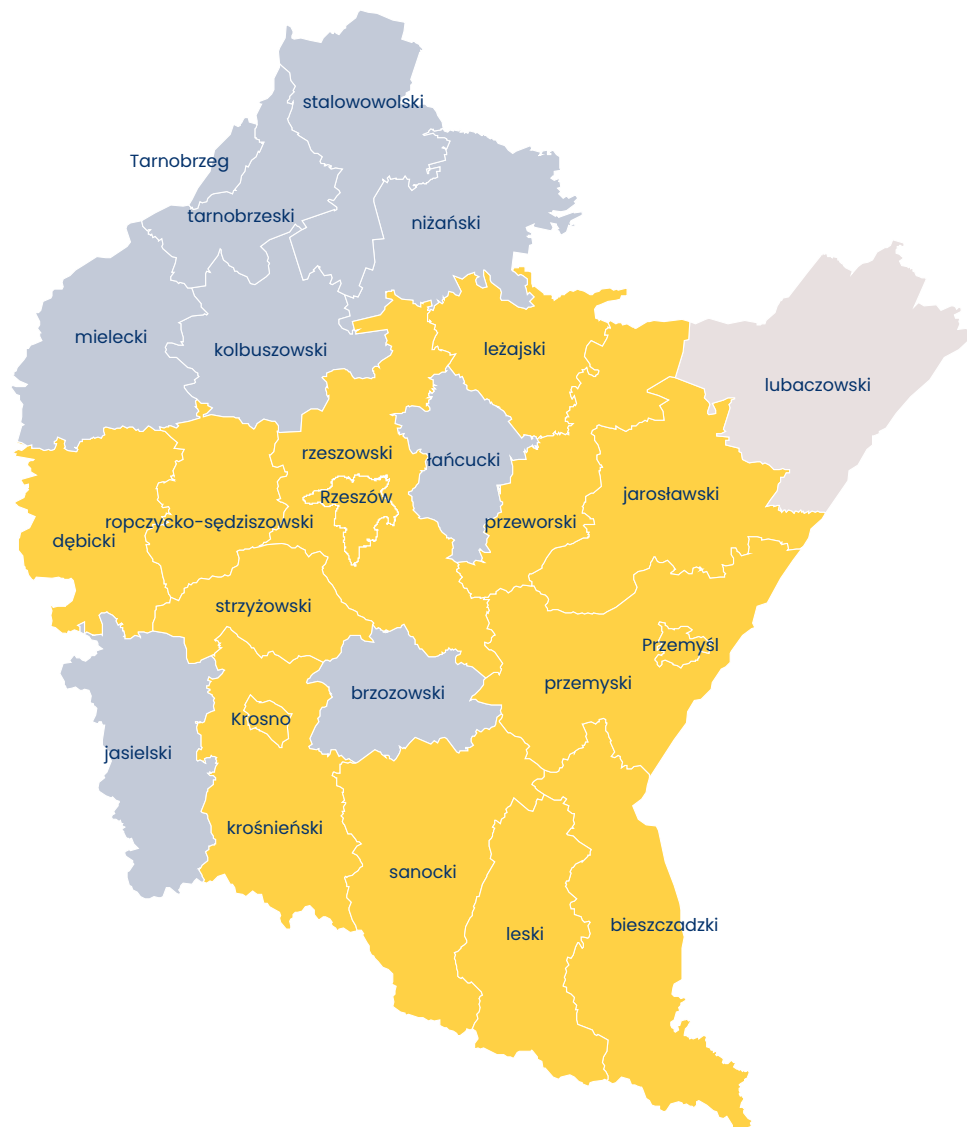 stalowowolski
Tarnobrzeg
tarnobrzeski
niżański
mielecki
kolbuszowski
leżajski
lubaczowski
rzeszowski
łańcucki
Rzeszów
jarosławski
ropczycko-sędziszowski
przeworski
dębicki
strzyżowski
Przemyśl
przemyski
brzozowski
Krosno
jasielski
krośnieński
sanocki
bieszczadzki
leski